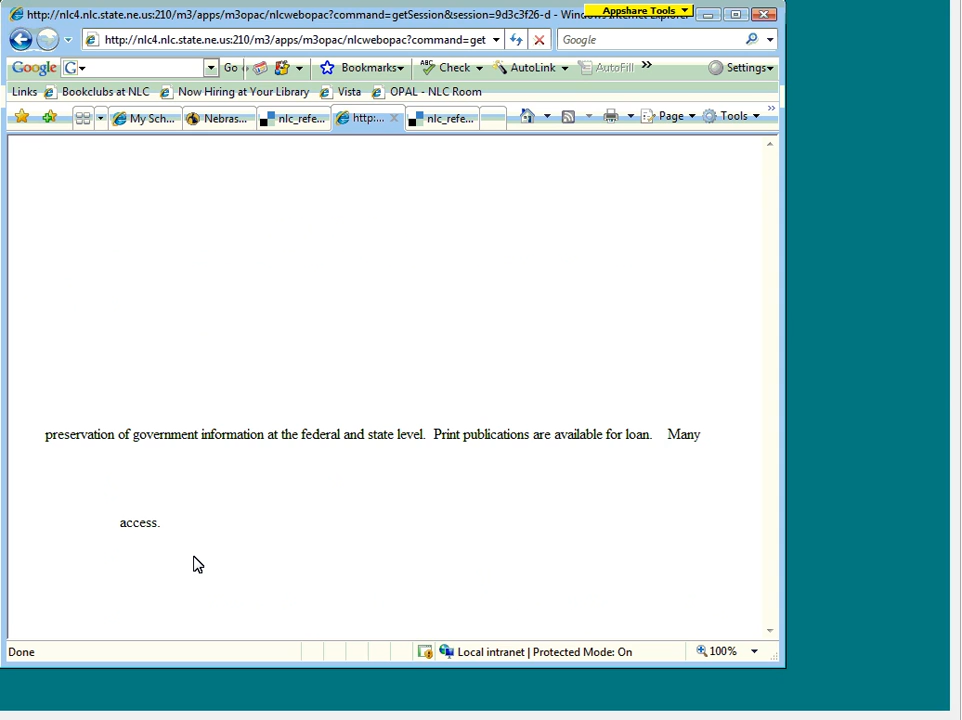 http://nlc4.nlc.state.ne.us:210/m3/apps/m3opac/nlcwebopac?command=getSession&session=9d3c3f26-d - Windows Internet Explorer
Appshare Tools
http://nlc4.nlc.state.ne.us:210/m3/apps/m3opac/nlcwebopac?command=get
Google
Google G Go Bookmarks ABC Check AutoLink AutoFill Settings
Links Bookclubs at NLC Now Hiring at Your Library Vista OPAL - NLC Room
My Sch... Nebras... nlc_refe... http:... nlc_refe... Page Tools
preservation of government information at the federal and state level. Print publications are available for loan. Many
access.
Done Local intranet | Protected Mode: On 100%